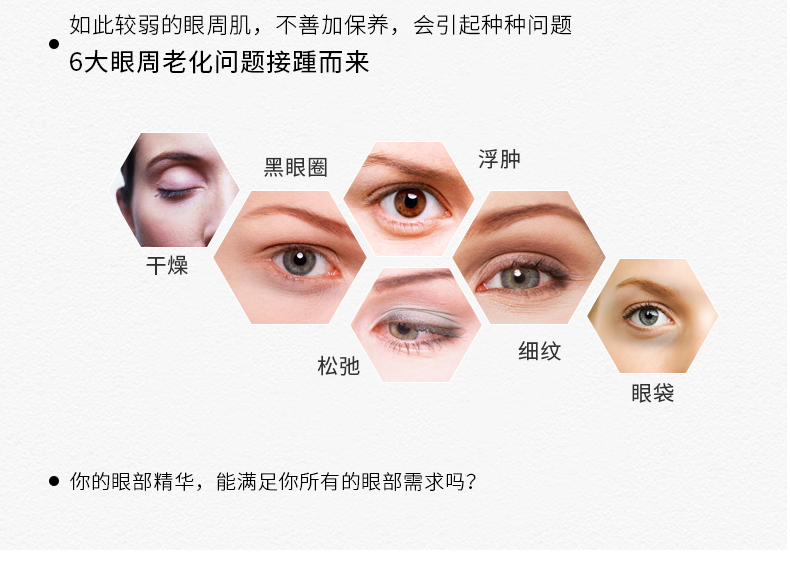 如此较弱的眼周肌，不善加保养，会引起种种问题
6大眼周老化问题接踵而来
黑眼圈
浮肿
干燥
松弛
细纹
眼袋
你的眼部精华，能满足你所有的眼部需求吗？